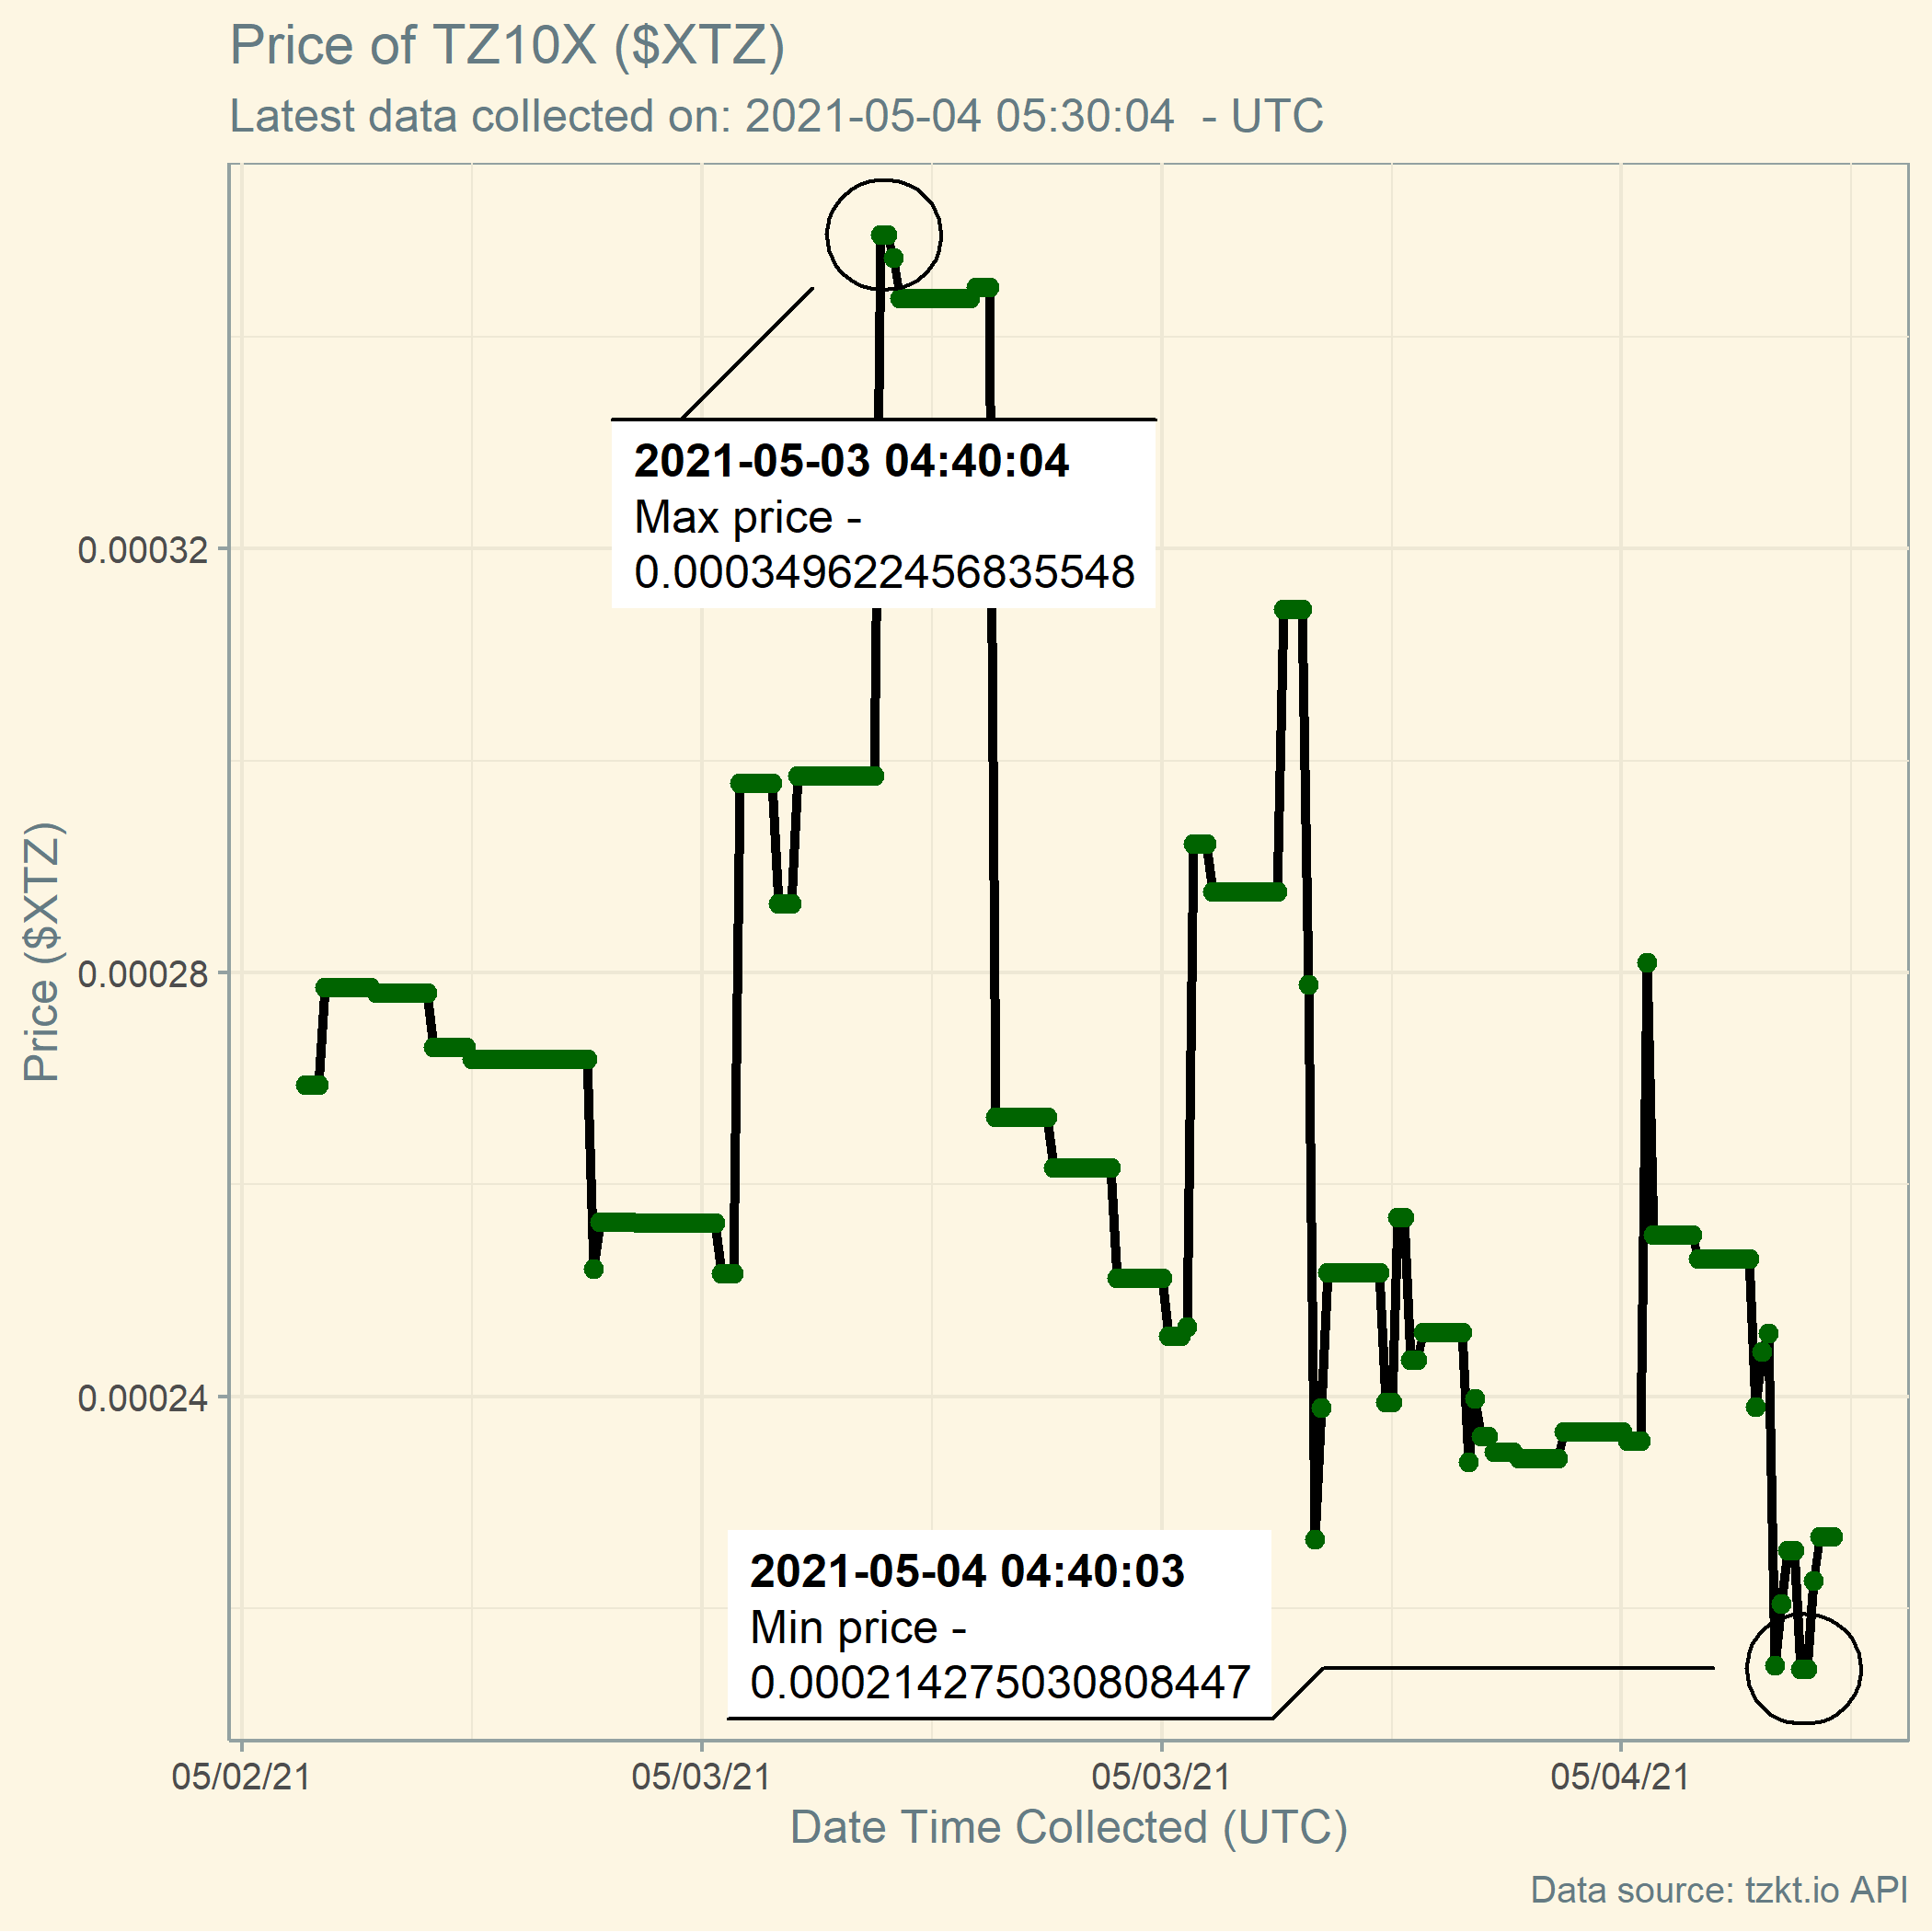 Price of TZ10X ($XTZ)
Latest data collected on: 2021-05-04 05:30:04  - UTC
2021-05-03 04:40:04
Max price -
0.000349622456835548
0.00032
0.00028
0.00024
Price ($XTZ)
2021-05-04 04:40:03
Min price -
0.000214275030808447
05/02/21
05/03/21
05/03/21
05/04/21
Date Time Collected (UTC)
Data source: tzkt.io API